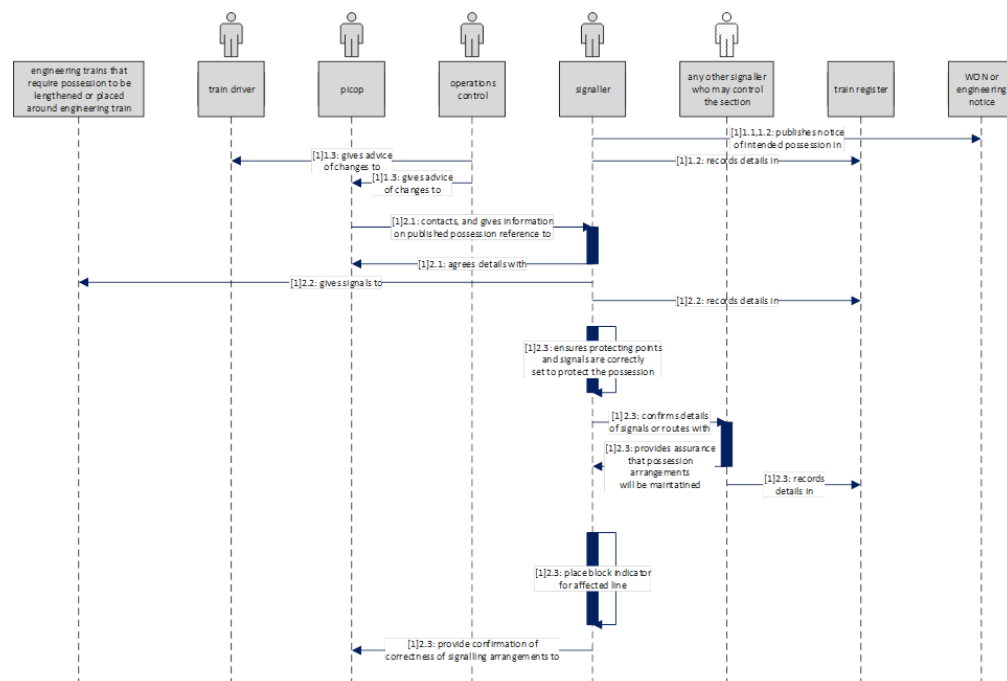 engineering trains that
require possession to be
lengthened or placed
around engineering train
train driver
picop
operations
control
signaller
any other signaller
who may control
the section
train register
WON or
engineering
notice
[1]1.1,1.2: publishes notice
of intended possession in
[1]1.3: gives advice
of changes to
[1]1.2: records details in
[1]1.3: gives advice
of changes to
[1]2.1: contacts, and gives information
on published possession reference to
[1]2.1: agrees details with
[1]2.2: gives signals to
[1]2.2: records details in
[1]2.3: ensures protecting points
and signals are correctly
set to protect the possession
[1]2.3: confirms details
of signals or routes with
[1]2.3: provides assurance
that possession
arrangements
will be maintatined
[1]2.3: records
details in
[1]2.3: place block indicator
for affected line
[1]2.3: provide confirmation of
correctness of signalling arrangements to